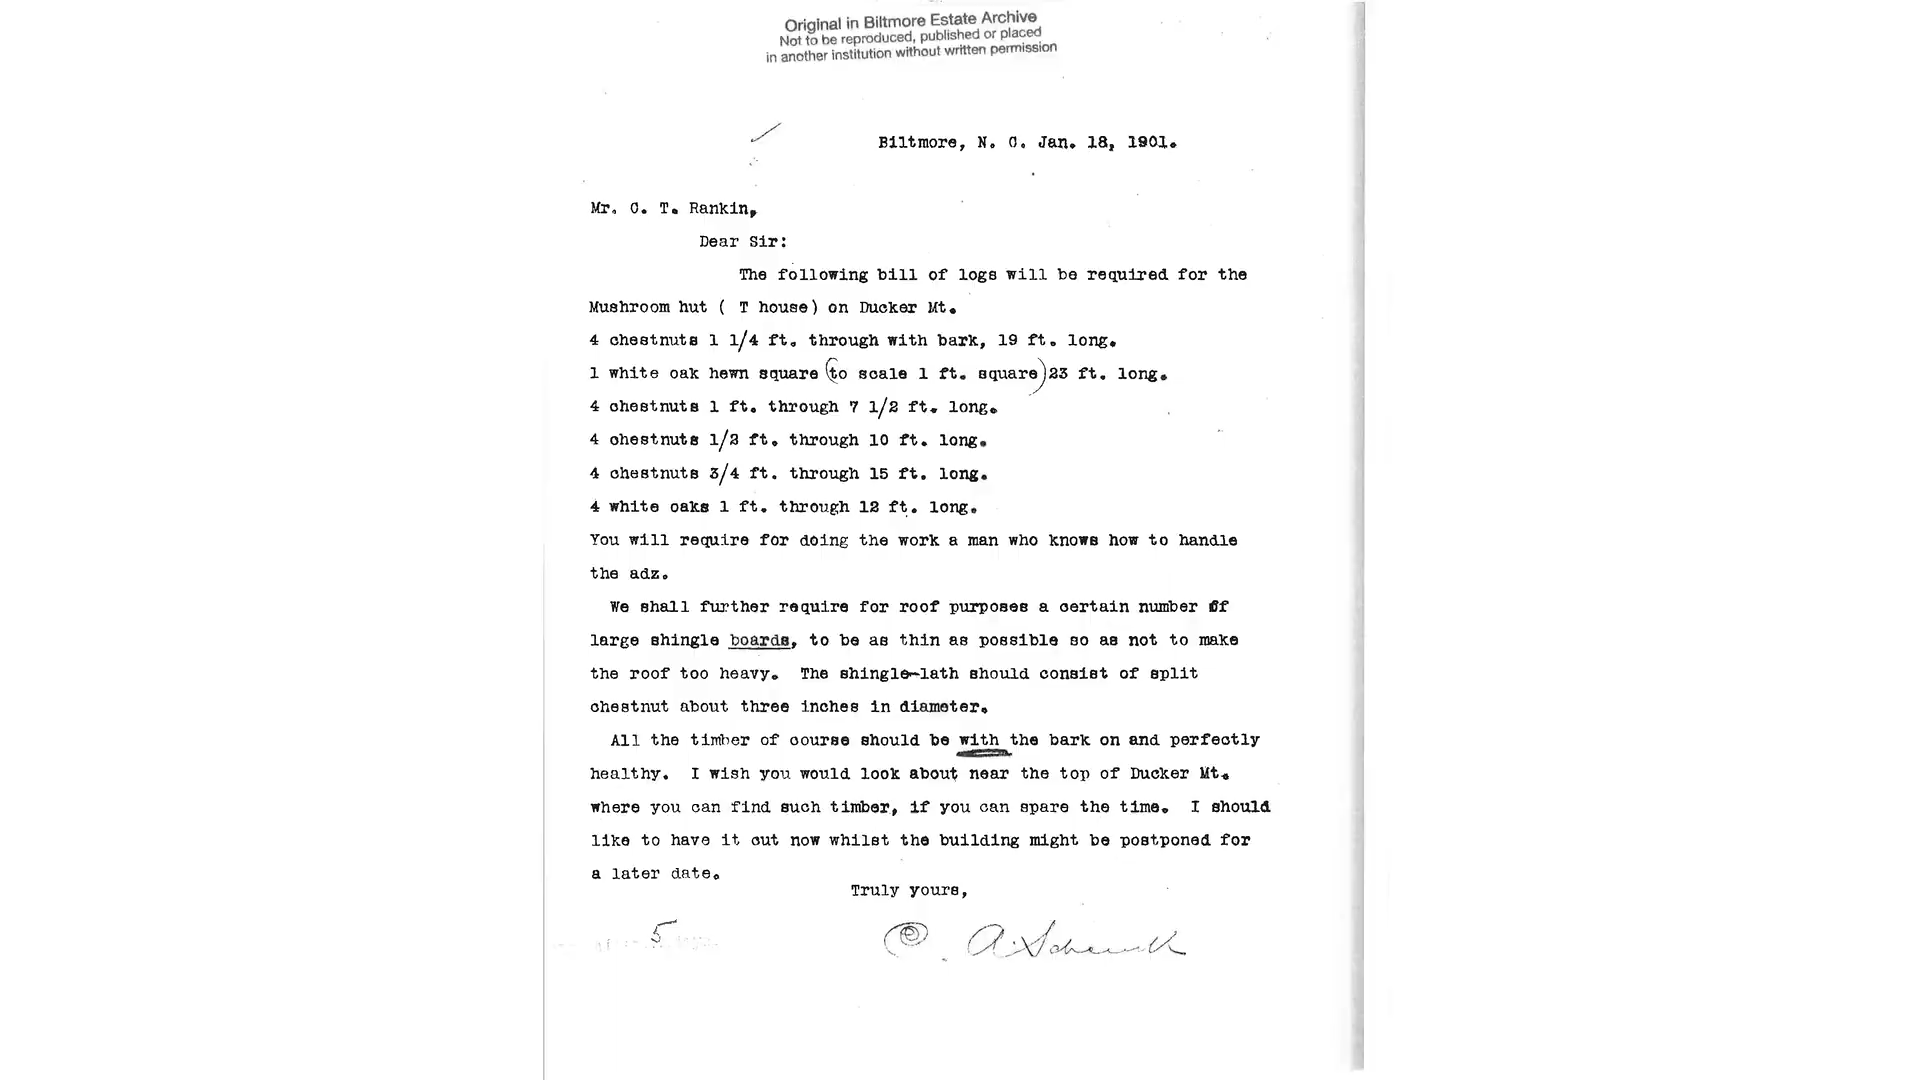 Original in Biltmore Estate Archive
Not to be reproduced, published or placed
in another institution without written permission
Biltmore, N. C. Jan. 18, 1901.
Mr. C. T. Rankin,
Dear Sir:
The following bill of logs will be required for the
Mushroom hut ( T house) on Ducker Mt.
4 chestnuts 1 1/4 ft. through with bark, 19 ft. long.
1 white oak hewn square (to scale 1 ft. square) 23 ft. long.
4 chestnuts 1 ft. through 7 1/2 ft. long.
4 chestnuts 1/2 ft. through 10 ft. long.
4 chestnuts 3/4 ft. through 15 ft. long.
4 white oaks 1 ft. through 12 ft. long.
You will require for doing the work a man who knows how to handle
the adz.
We shall further require for roof purposes a certain number of
large shingle boards, to be as thin as possible so as not to make
the roof too heavy. The shingle-lath should consist of split
chestnut about three inches in diameter.
All the timber of course should be with the bark on and perfectly
healthy. I wish you would look about near the top of Ducker Mt.
where you can find such timber, if you can spare the time. I should
like to have it cut now whilst the building might be postponed for
a later date.
Truly yours,
5
C. A. Schenck